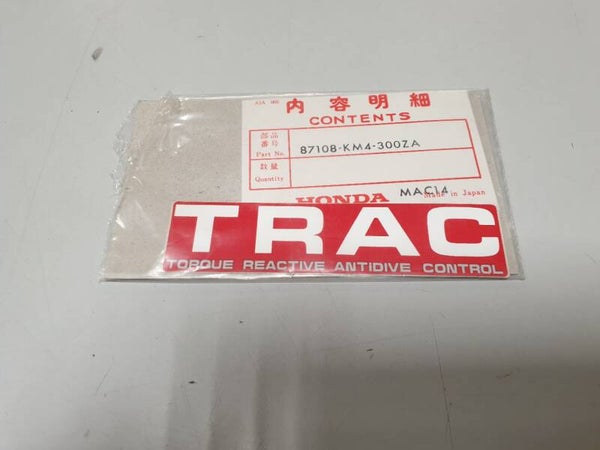 内容明細
CONTENTS
部品
番号
Part No.
87108-KM4-300ZA
数量
Quantity
MAC14
HONDA Made in Japan
TRAC
TORQUE REACTIVE ANTIDIVE CONTROL